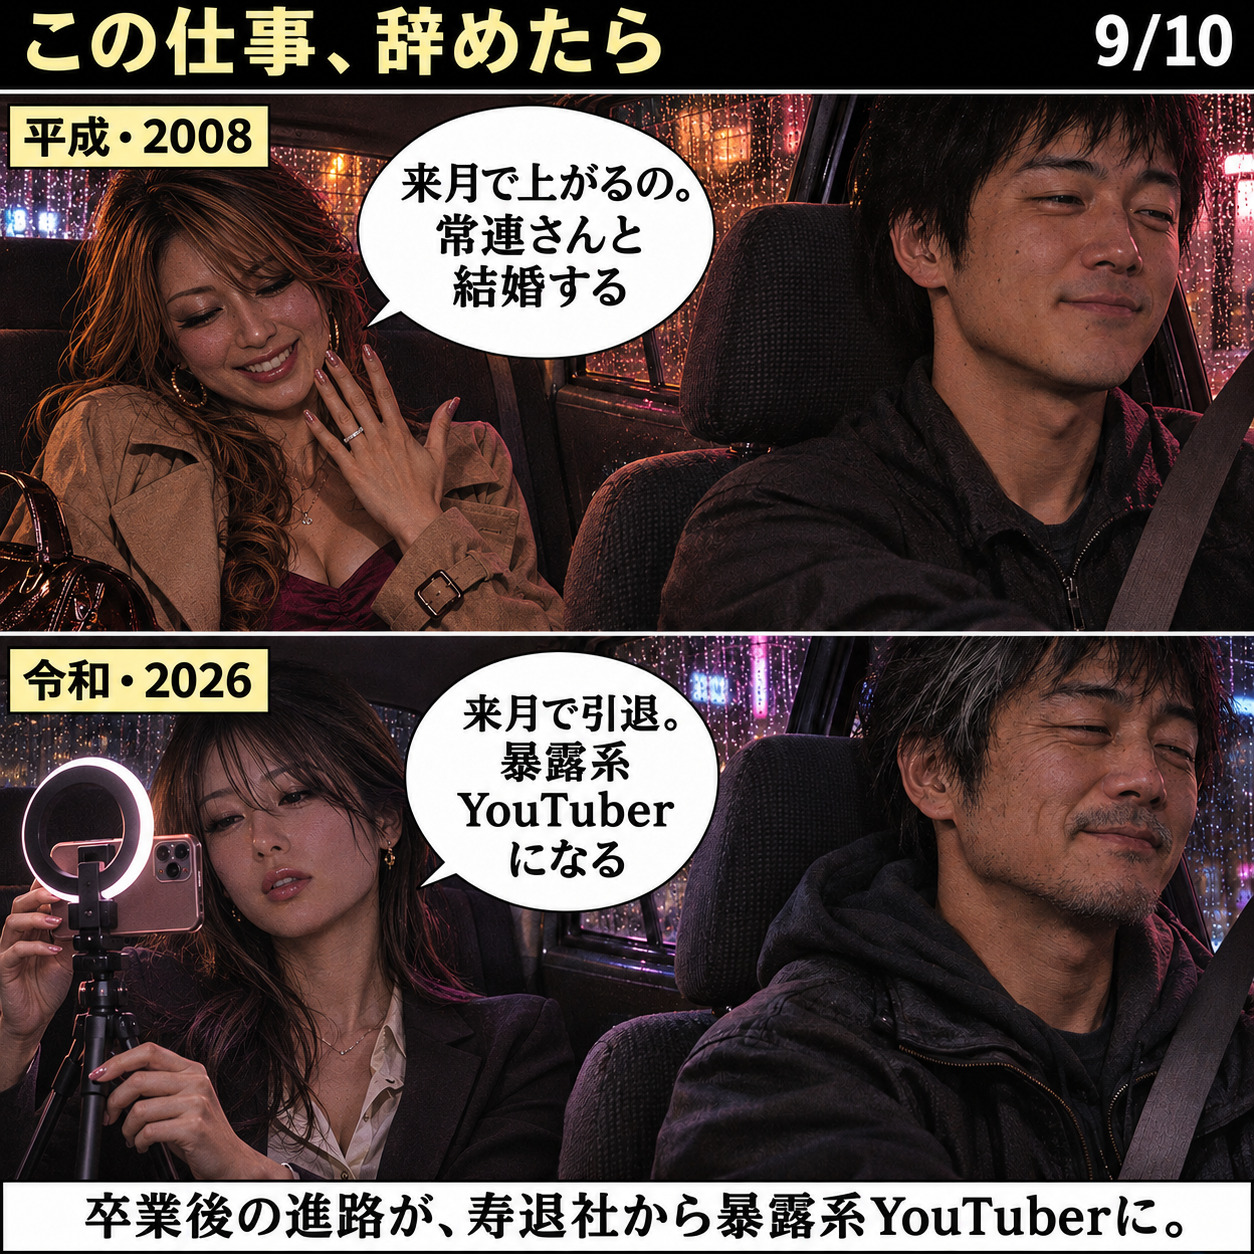 この仕事、辞めたら
9/10
平成・2008
来月で上がるの。
常連さんと
結婚する
令和・2026
来月で引退。
暴露系
YouTuber
になる
卒業後の進路が、寿退社から暴露系YouTuberに。